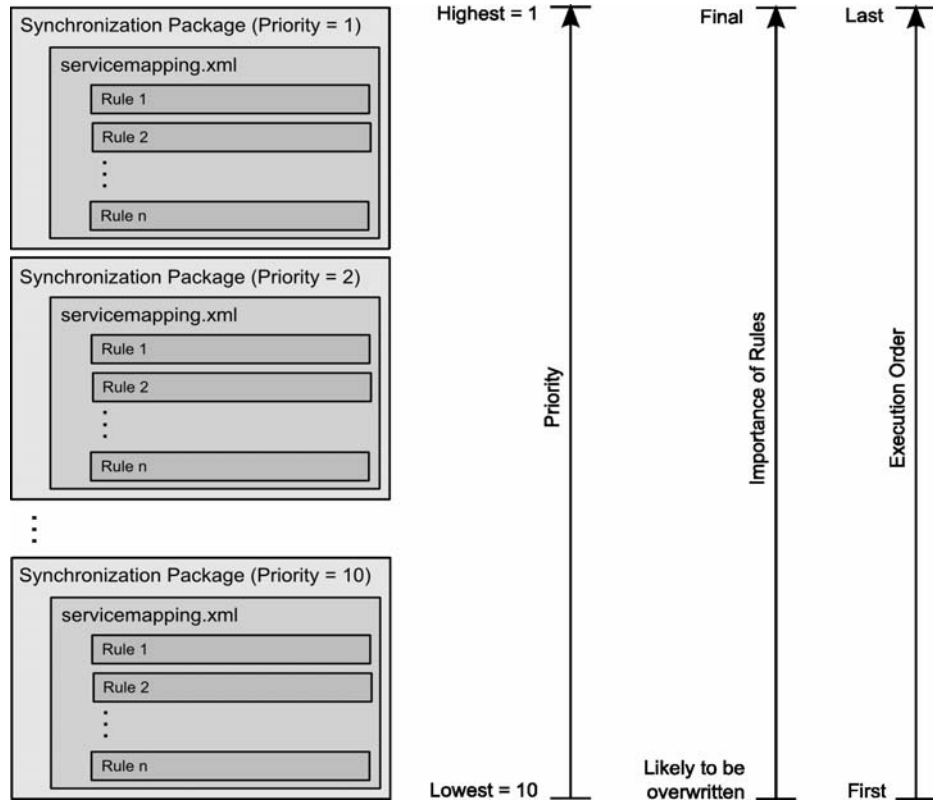 Synchronization Package (Priority = 1)
servicemapping.xml
Rule 1
Rule 2
Rule n
Synchronization Package (Priority = 2)
servicemapping.xml
Rule 1
Rule 2
Rule n
Synchronization Package (Priority = 10)
servicemapping.xml
Rule 1
Rule 2
Rule n
Highest = 1
Priority
Lowest = 10
Final
Importance of Rules
Likely to be
overwritten
Last
Execution Order
First